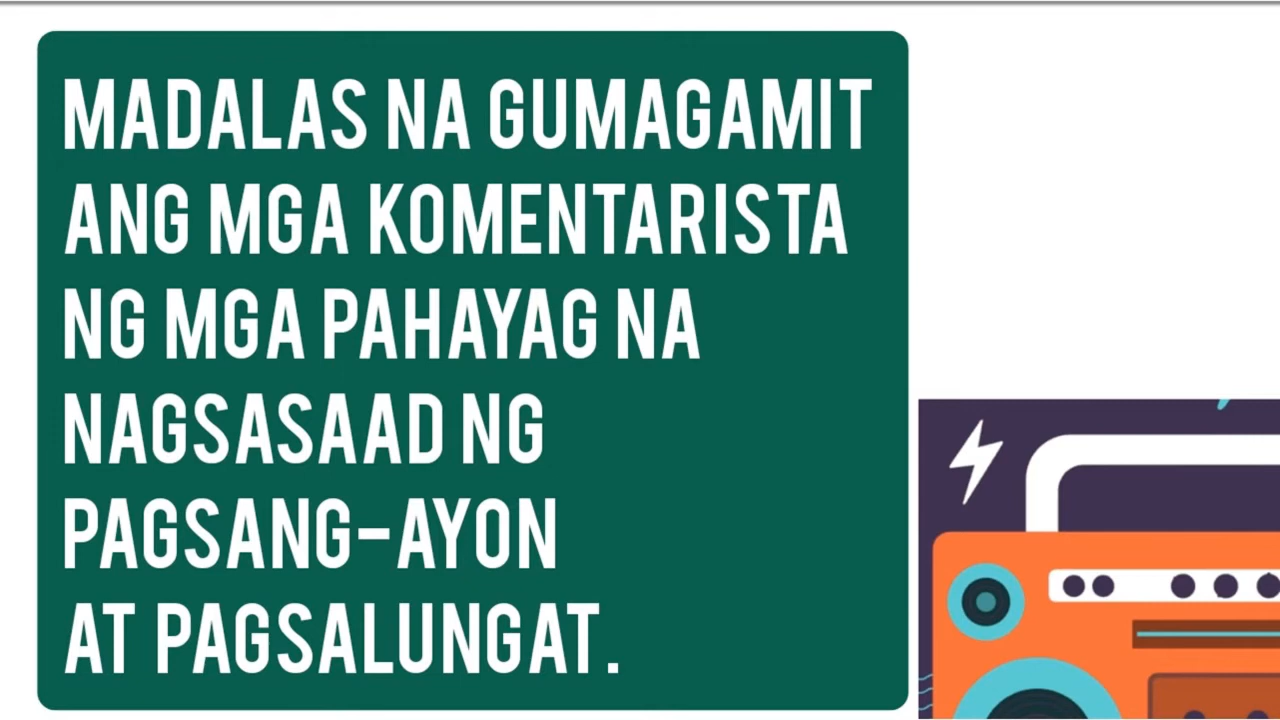 MADALAS NA GUMAGAMIT
ANG MGA KOMENTARISTA
NG MGA PAHAYAG NA
NAGSASAAD NG
PAGSANG-AYON
AT PAGSALUNGAT.